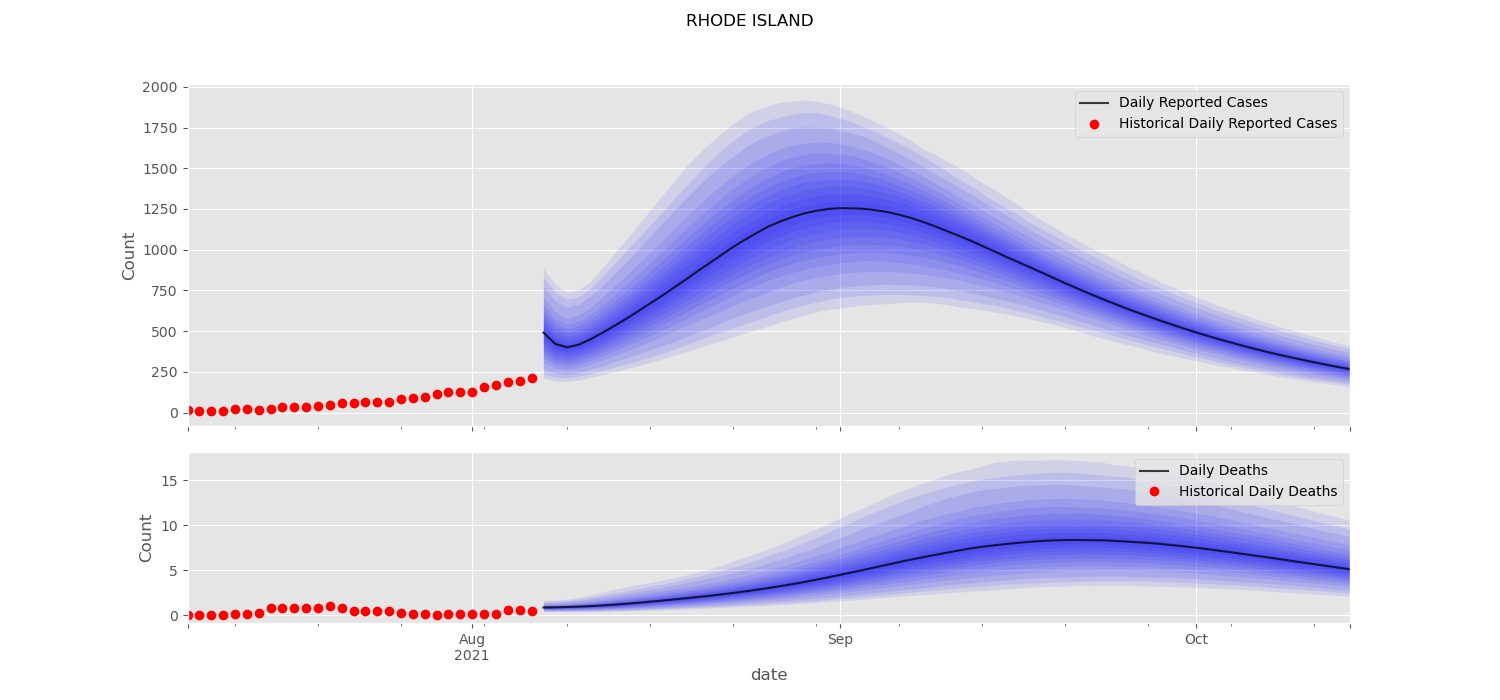 RHODE ISLAND
2000
1750
1500
1250
1000
750
500
250
0
Count
Daily Reported Cases
Historical Daily Reported Cases
15
10
5
0
Count
Daily Deaths
Historical Daily Deaths
Aug
2021
Sep
Oct
date